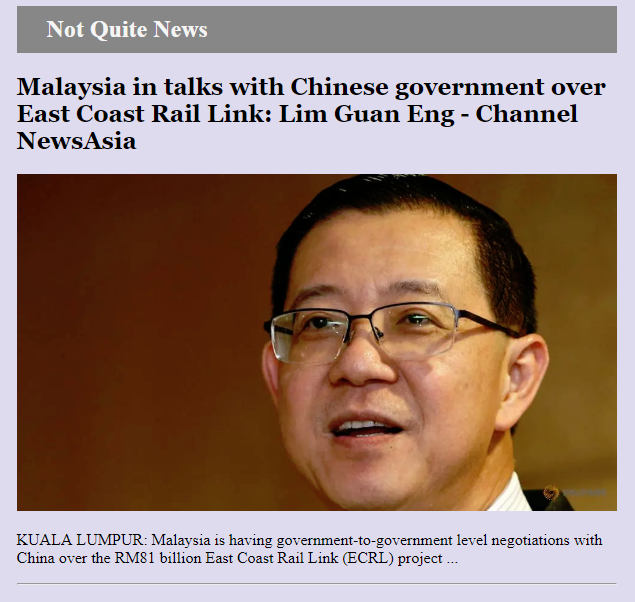 Not Quite News
Malaysia in talks with Chinese government over
East Coast Rail Link: Lim Guan Eng - Channel
NewsAsia
KUALA LUMPUR: Malaysia is having government-to-government level negotiations with
China over the RM81 billion East Coast Rail Link (ECRL) project ...